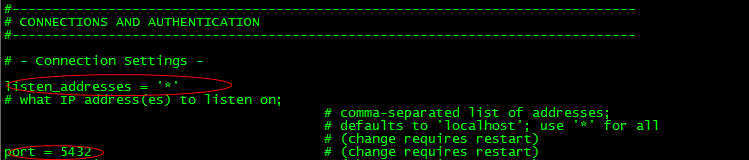 #------------------------------------------------------------------------------
# CONNECTIONS AND AUTHENTICATION
#------------------------------------------------------------------------------
# - Connection Settings -
listen_addresses = '*'
# what IP address(es) to listen on;
# comma-separated list of addresses;
# defaults to 'localhost'; use '*' for all
# (change requires restart)
port = 5432 # (change requires restart)